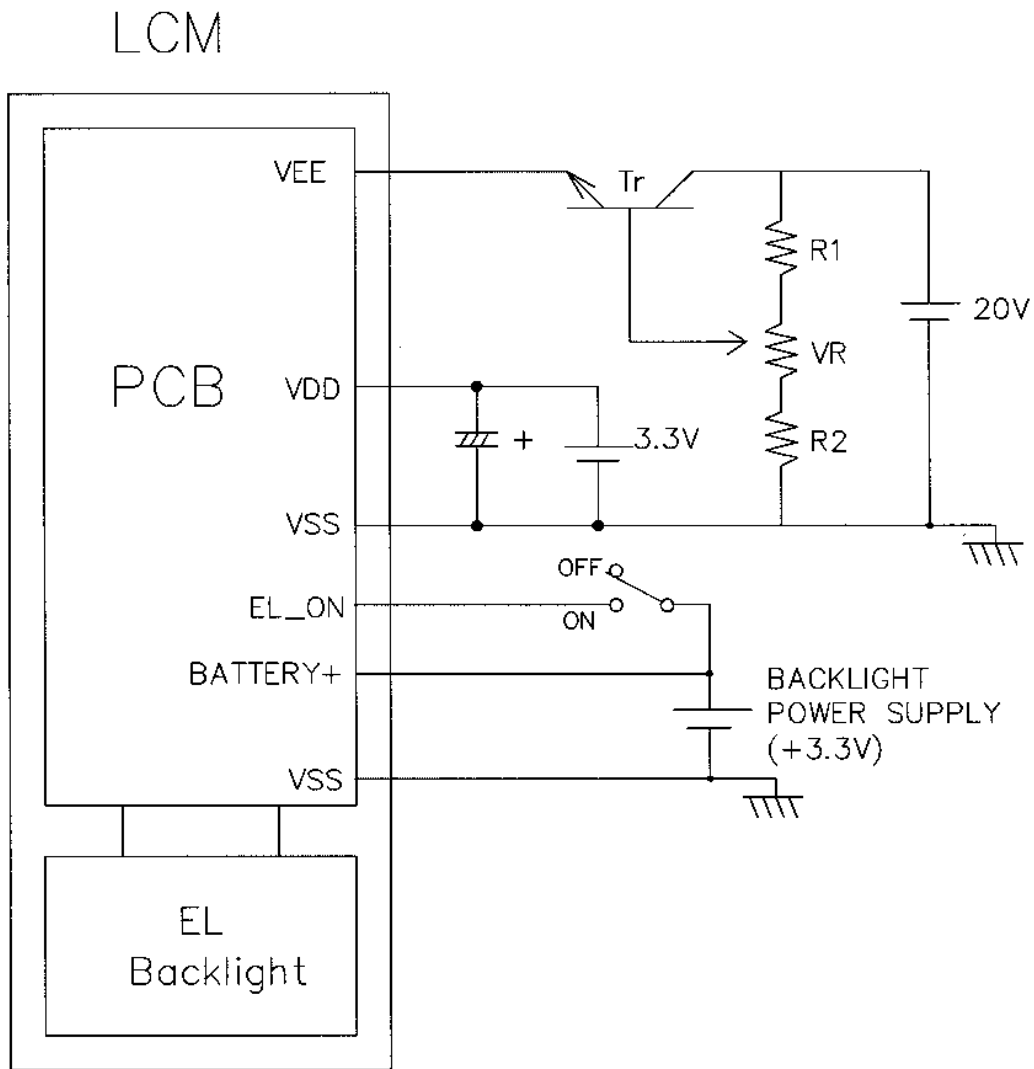 LCM
VEE
Tr
R1
20V
VR
PCB
VDD
+
3.3V
R2
VSS
OFF
EL_ON
ON
BATTERY+
BACKLIGHT
POWER SUPPLY
(+3.3V)
VSS
EL
Backlight